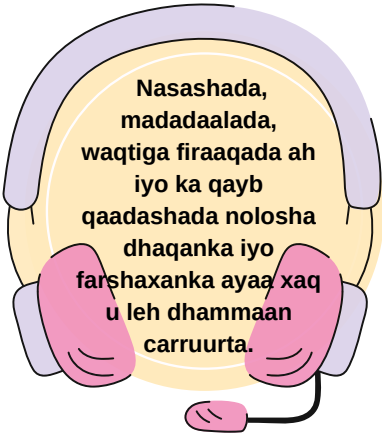 Nasashada,
madadaalada,
waqtiga firaaqada ah
iyo ka qayb
qaadashada nolosha
dhaqanka iyo
farshaxanka ayaa xaq
u leh dhammaan
carruurta.